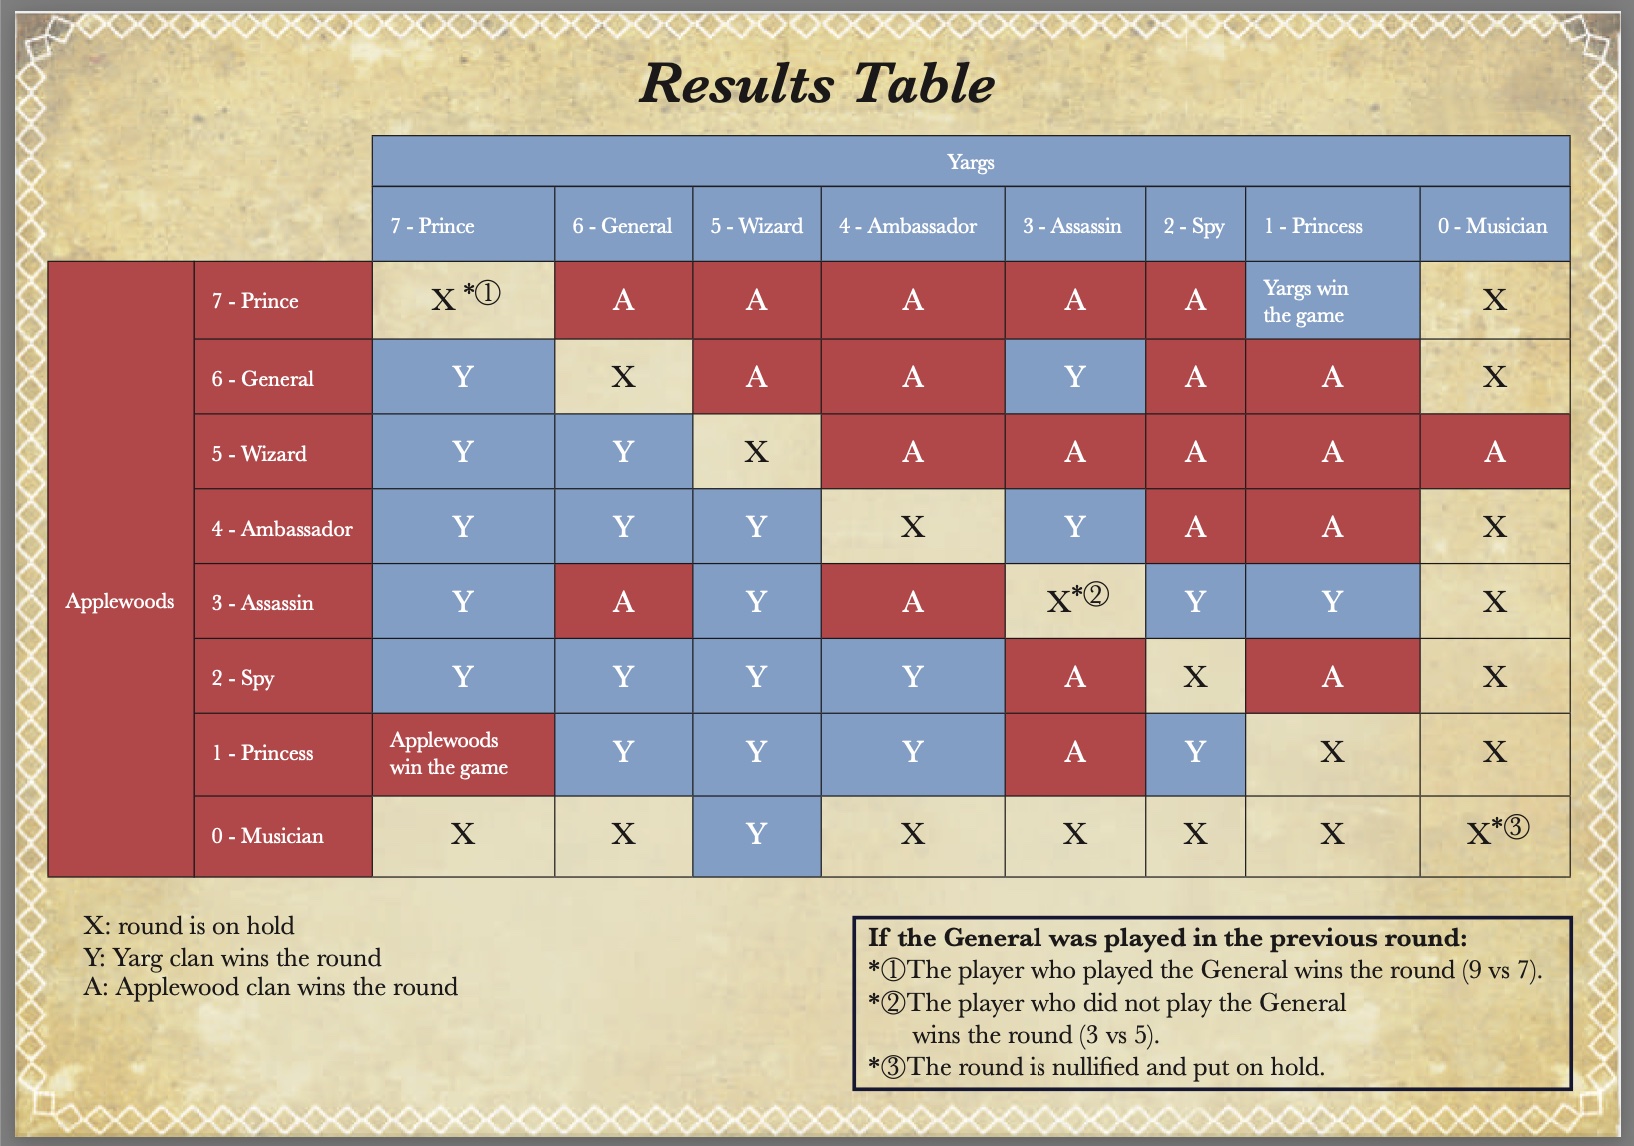 Results Table
Yargs
7 - Prince 6 - General 5 - Wizard 4 - Ambassador 3 - Assassin 2 - Spy 1 - Princess 0 - Musician
Applewoods
7 - Prince X *① A A A A A Yargs win the game X
6 - General Y X A A Y A A X
5 - Wizard Y Y X A A A A A
4 - Ambassador Y Y Y X Y A A X
3 - Assassin Y A Y A X*② Y Y X
2 - Spy Y Y Y Y A X A X
1 - Princess Applewoods win the game Y Y Y A Y X X
0 - Musician X X Y X X X X X*③
X: round is on hold
Y: Yarg clan wins the round
A: Applewood clan wins the round
If the General was played in the previous round:
*①The player who played the General wins the round (9 vs 7).
*②The player who did not play the General
wins the round (3 vs 5).
*③The round is nullified and put on hold.